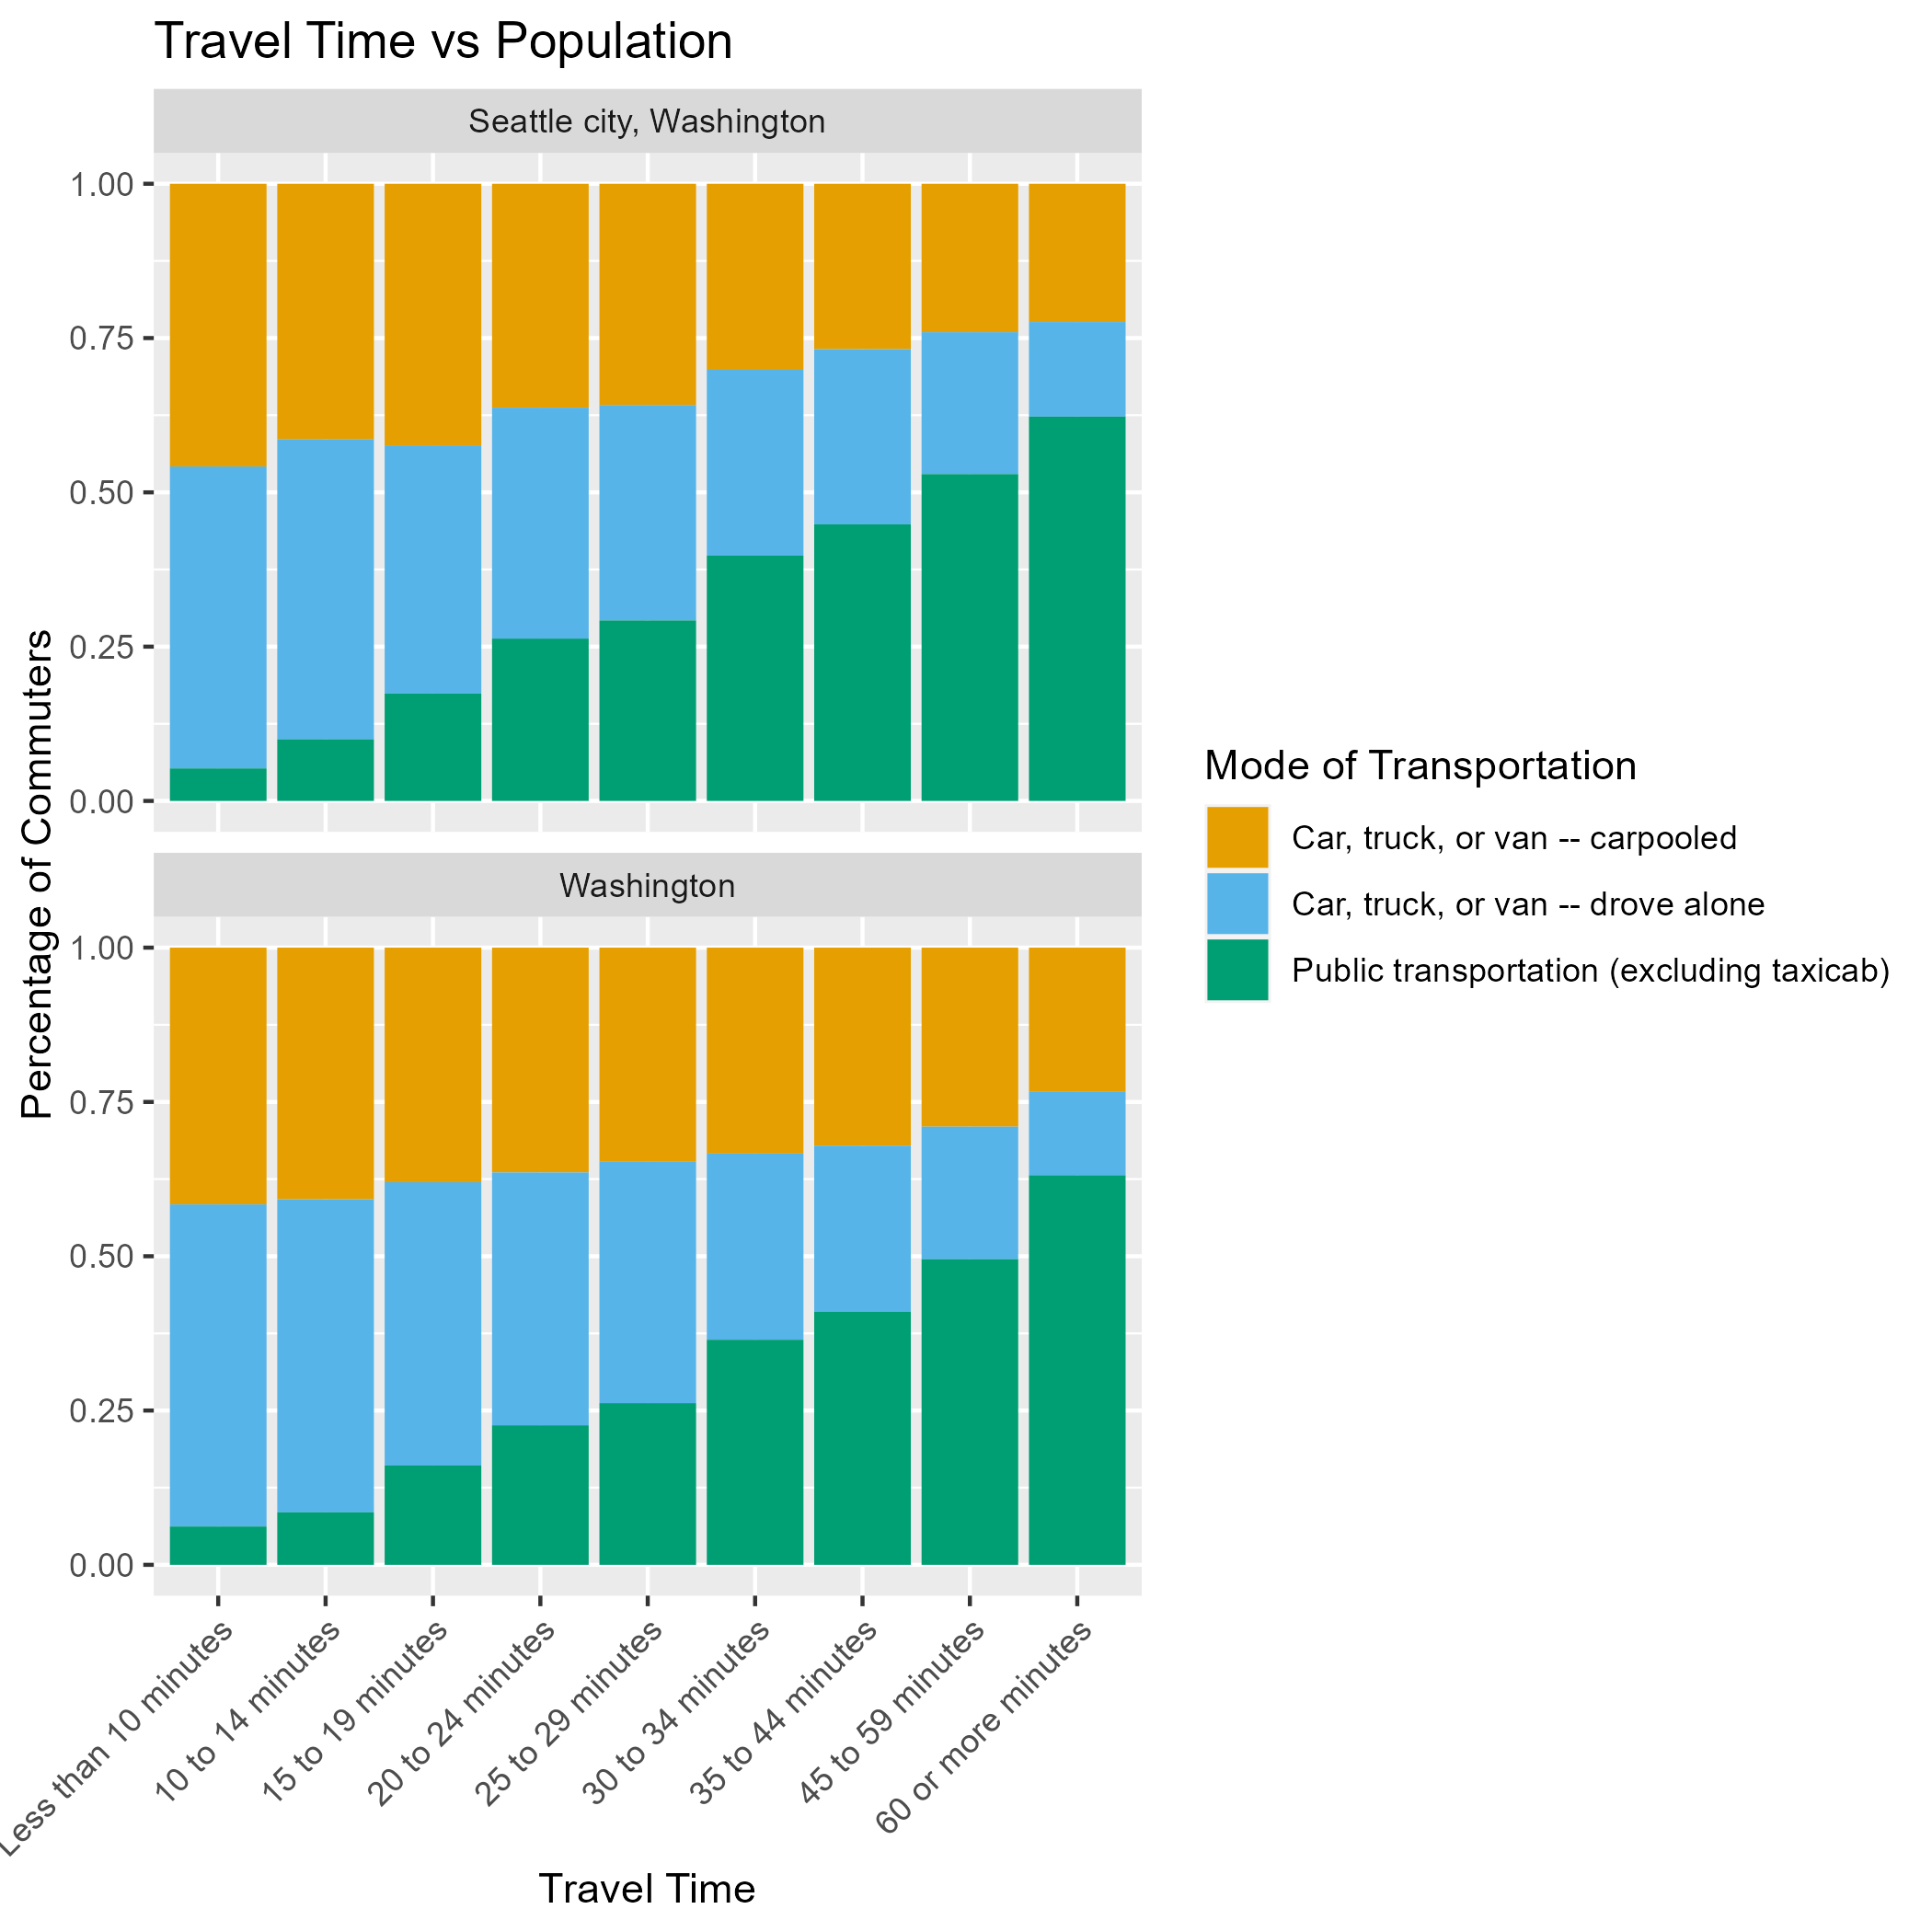 Travel Time vs Population
Seattle city, Washington
1.00
0.75
0.50
0.25
0.00
Washington
1.00
0.75
0.50
0.25
0.00
Percentage of Commuters
Less than 10 minutes
10 to 14 minutes
15 to 19 minutes
20 to 24 minutes
25 to 29 minutes
30 to 34 minutes
35 to 44 minutes
45 to 59 minutes
60 or more minutes
Travel Time
Mode of Transportation
Car, truck, or van -- carpooled
Car, truck, or van -- drove alone
Public transportation (excluding taxicab)